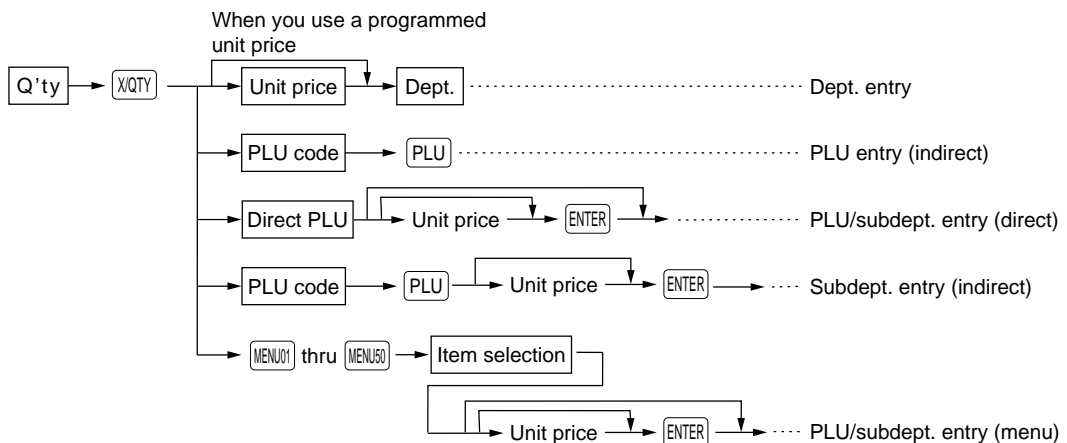 When you use a programmed
unit price
Q'ty X/QTY Unit price Dept. Dept. entry
PLU code PLU PLU entry (indirect)
Direct PLU Unit price ENTER PLU/subdept. entry (direct)
PLU code PLU Unit price ENTER Subdept. entry (indirect)
MENU01 thru MENU50 Item selection
Unit price ENTER PLU/subdept. entry (menu)